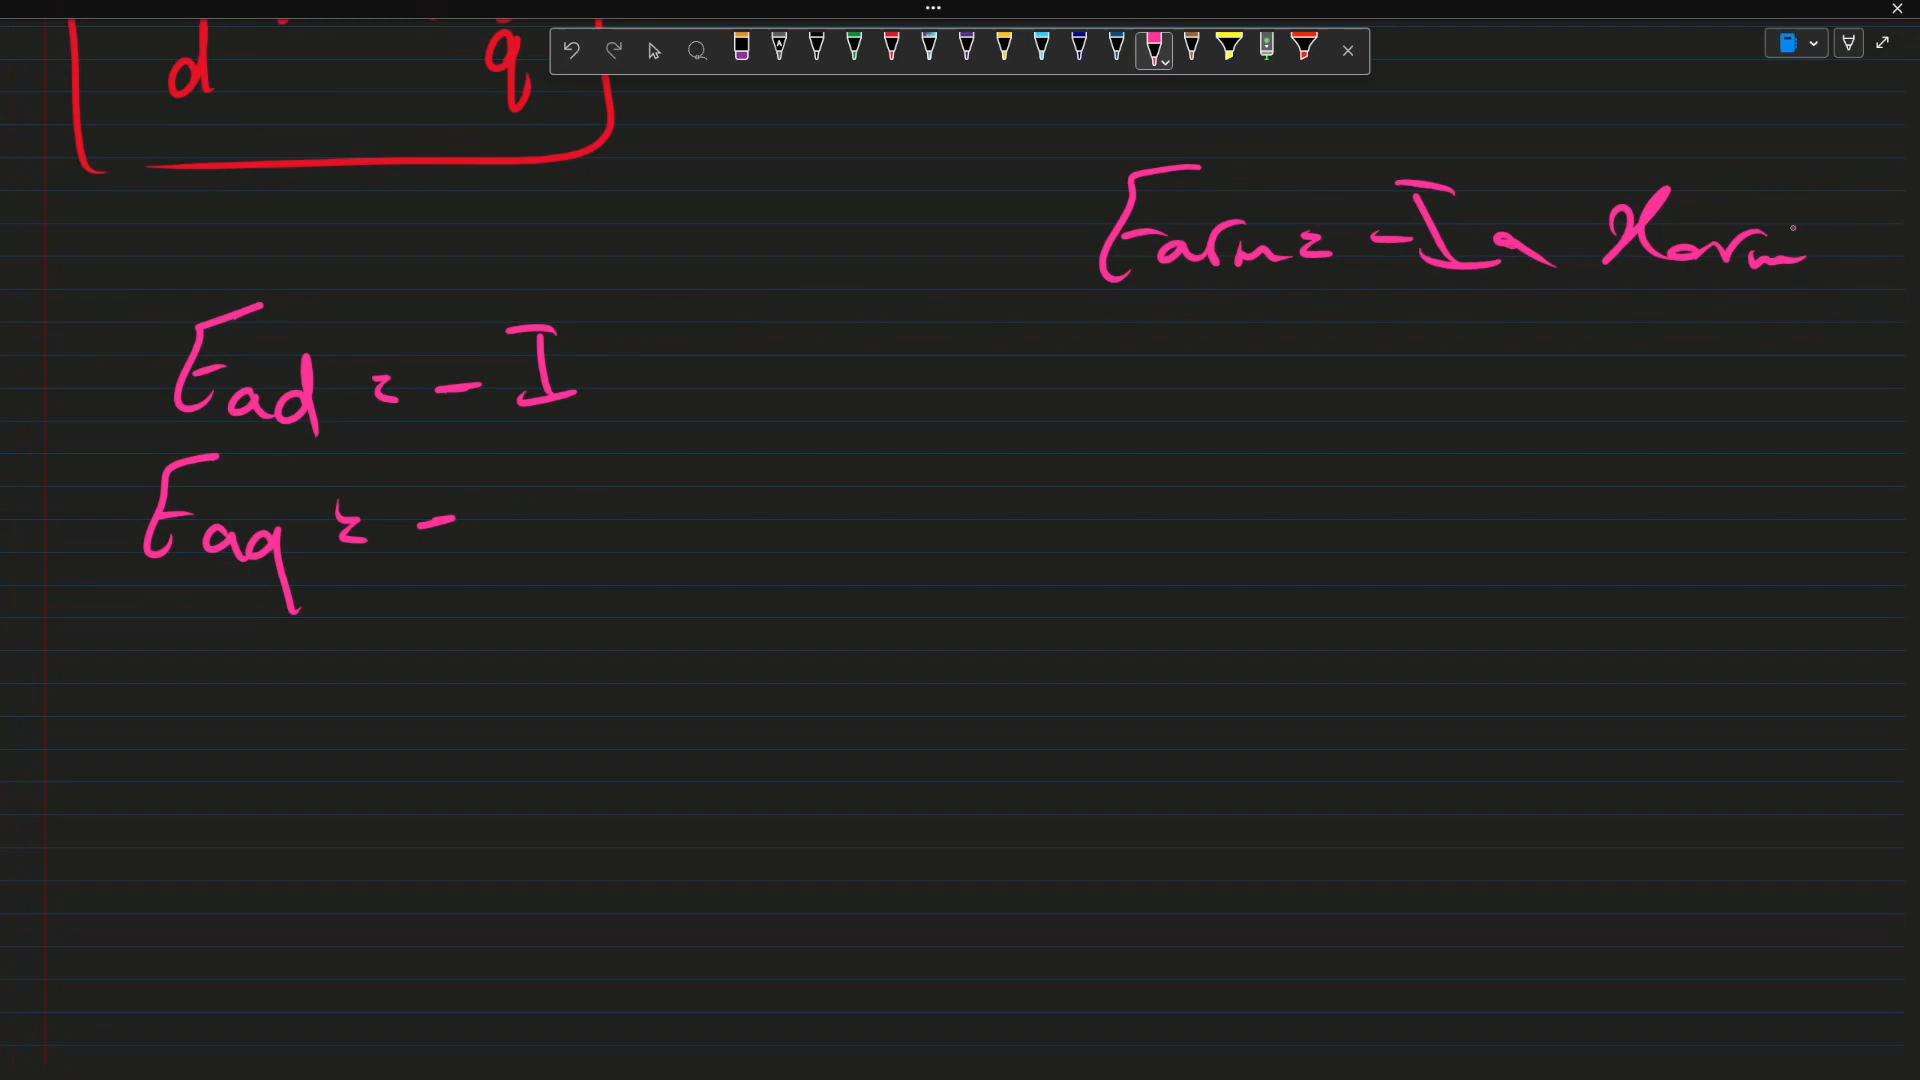 d q
Earm = - Ia Xarm
Ead = - I
Eaq = -